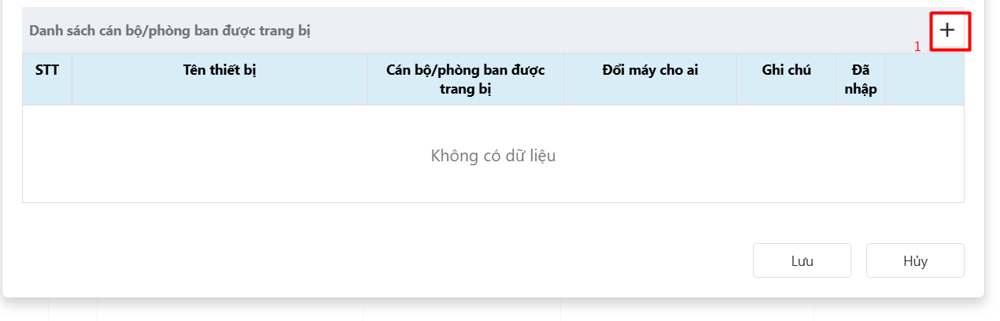 Danh sách cán bộ/phòng ban được trang bị
+
1
STT
Tên thiết bị
Cán bộ/phòng ban được
trang bị
Đổi máy cho ai
Ghi chú
Đã
nhập
Không có dữ liệu
Lưu
Hủy